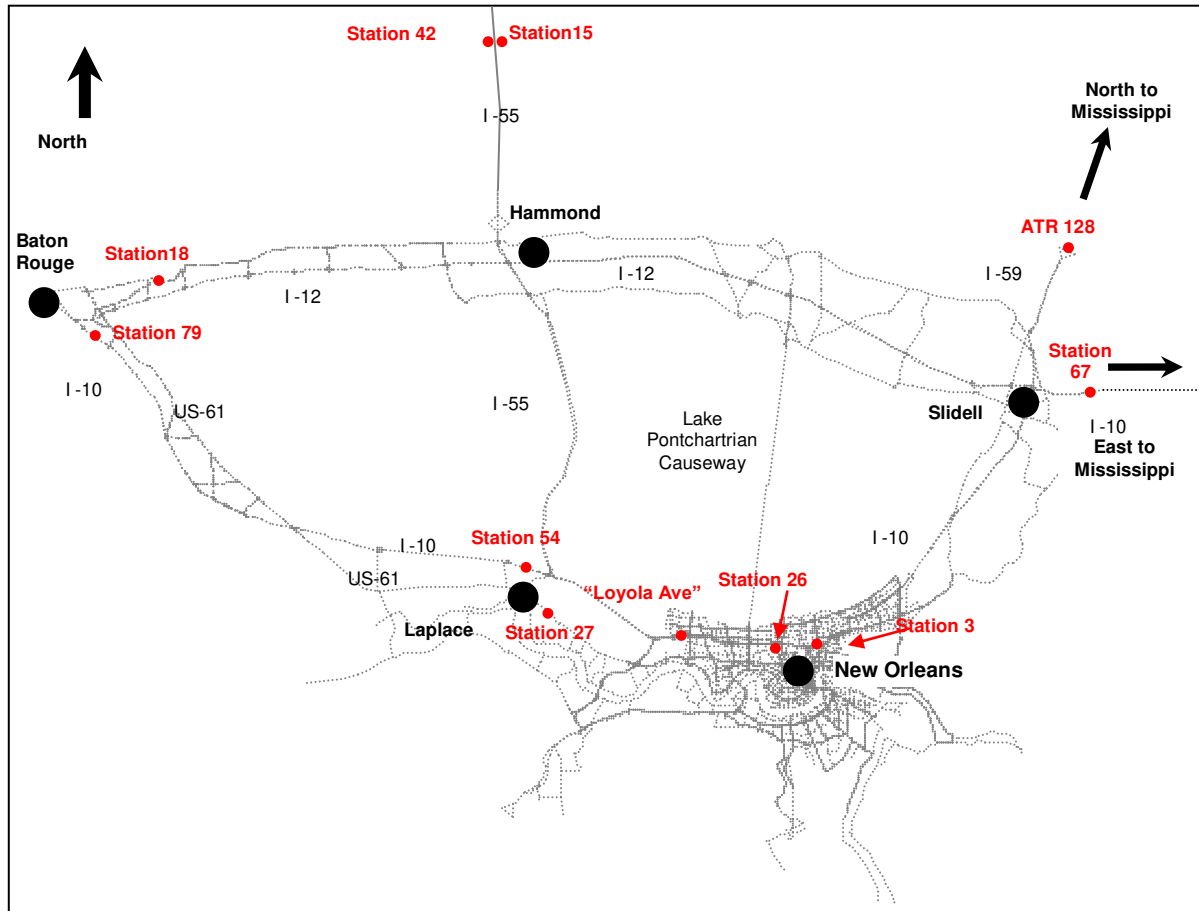 Station 42
Station15
North
I -55
North to
Mississippi
Hammond
ATR 128
Baton
Rouge
Station18
I -12
I -12
I -59
Station 79
Station
67
I -10
US-61
I -55
Slidell
Lake
Pontchartrian
Causeway
I -10
East to
Mississippi
Station 54
I -10
I -10
US-61
"Loyola Ave"
Station 26
Laplace
Station 27
Station 3
New Orleans